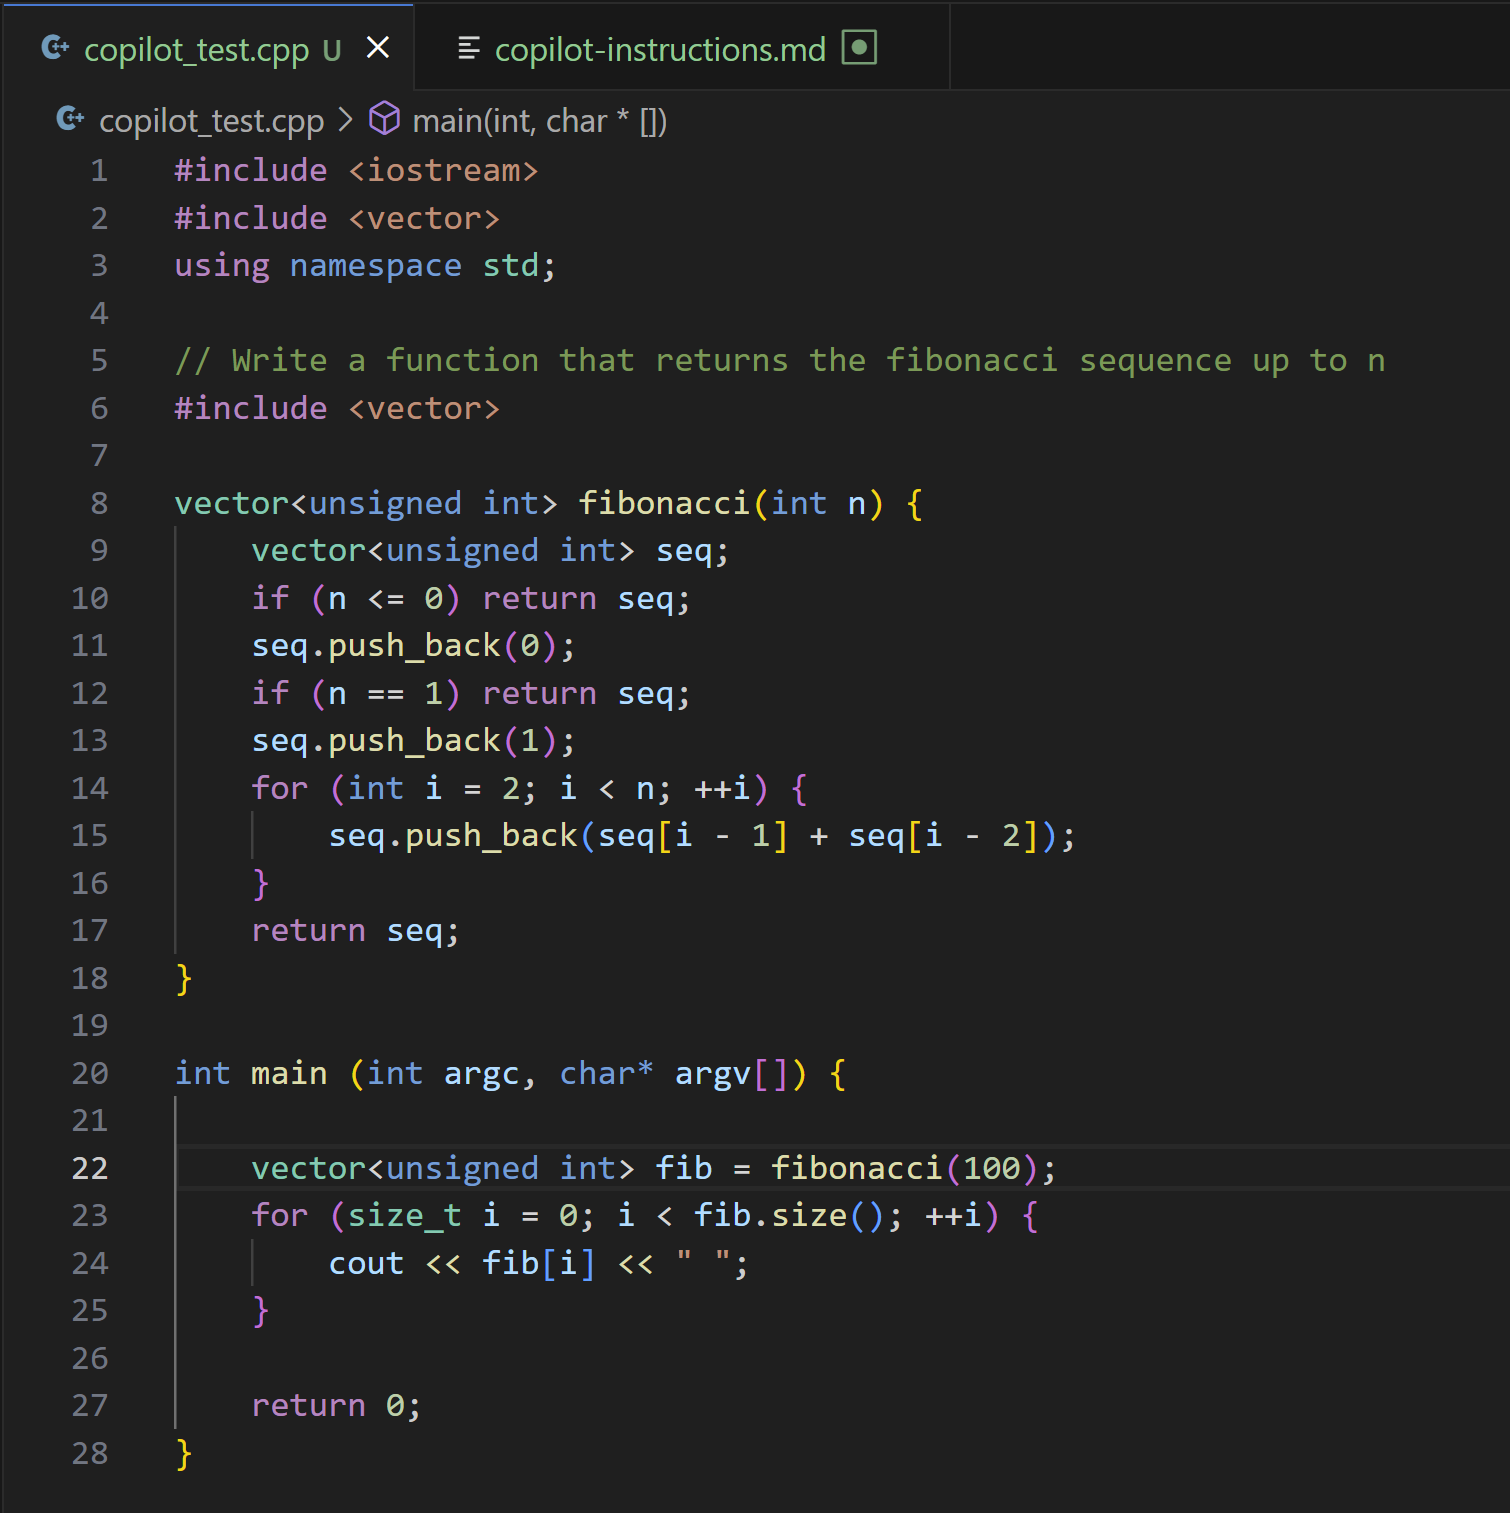 copilot_test.cpp U × copilot-instructions.md
copilot_test.cpp > main(int, char * [])
1 #include <iostream>
2 #include <vector>
3 using namespace std;
4
5 // Write a function that returns the fibonacci sequence up to n
6 #include <vector>
7
8 vector<unsigned int> fibonacci(int n) {
9     vector<unsigned int> seq;
10     if (n <= 0) return seq;
11     seq.push_back(0);
12     if (n == 1) return seq;
13     seq.push_back(1);
14     for (int i = 2; i < n; ++i) {
15         seq.push_back(seq[i - 1] + seq[i - 2]);
16     }
17     return seq;
18 }
19
20 int main (int argc, char* argv[]) {
21
22     vector<unsigned int> fib = fibonacci(100);
23     for (size_t i = 0; i < fib.size(); ++i) {
24         cout << fib[i] << " ";
25     }
26
27     return 0;
28 }